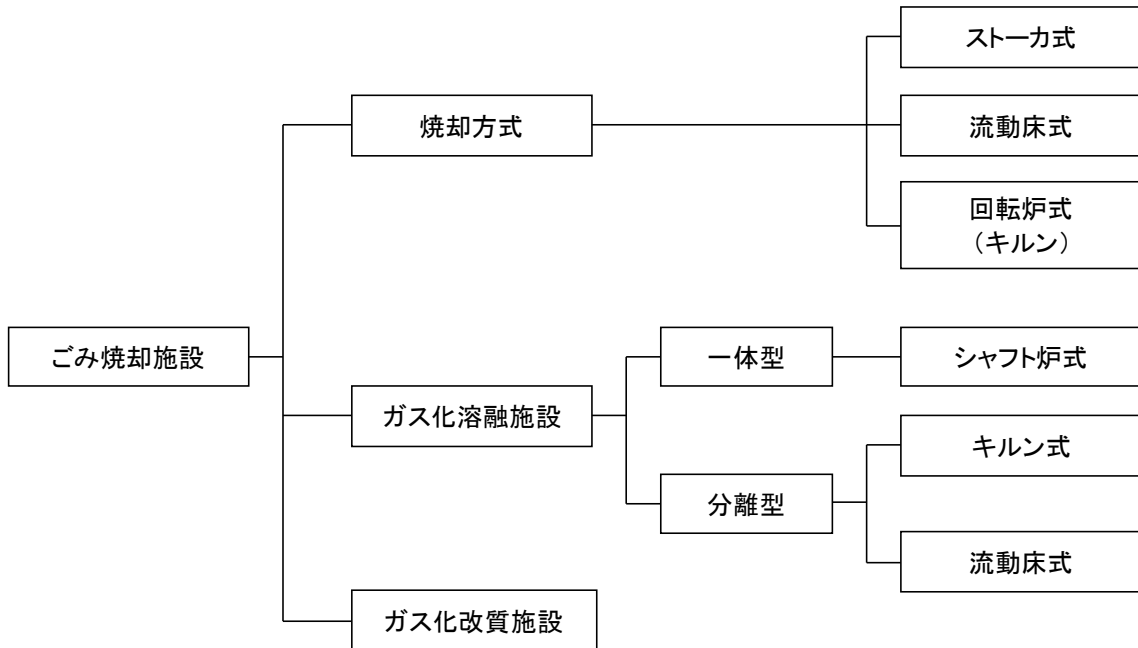 ストーカ式
焼却方式
流動床式
回転炉式
（キルン）
ごみ焼却施設
一体型
シャフト炉式
ガス化溶融施設
キルン式
分離型
流動床式
ガス化改質施設